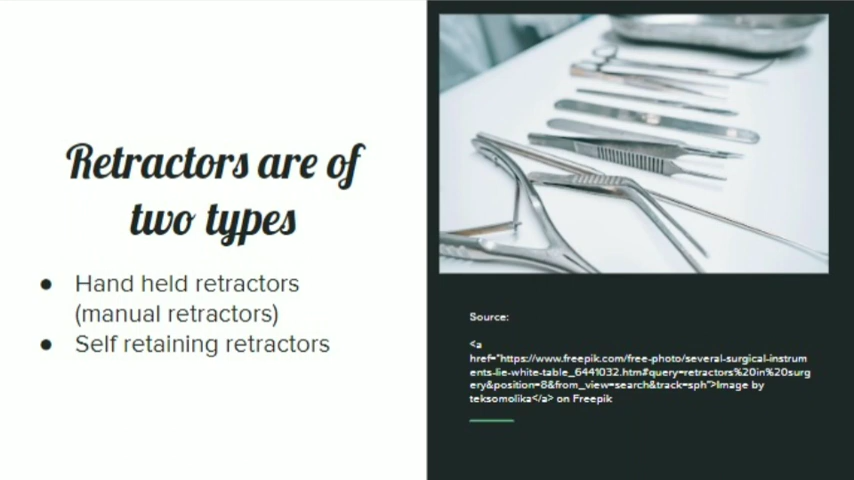 Retractors are of
two types
● Hand held retractors
(manual retractors)
● Self retaining retractors
Source:
<a
href="https://www.freepik.com/free-photo/several-surgical-instrum
ents-lie-white-table_6441032.htm#query=retractors%20in%20surg
ery&position=8&from_view=search&track=sph">Image by
teksomolika</a> on Freepik